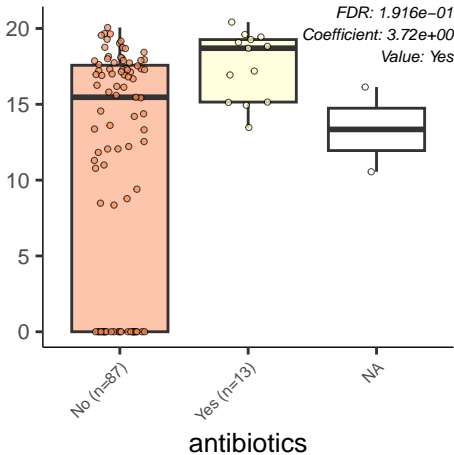 FDR: 1.916e−01
Coefficient: 3.72e+00
Value: Yes
20
15
10
5
0
No (n=87)
Yes (n=13)
NA
antibiotics